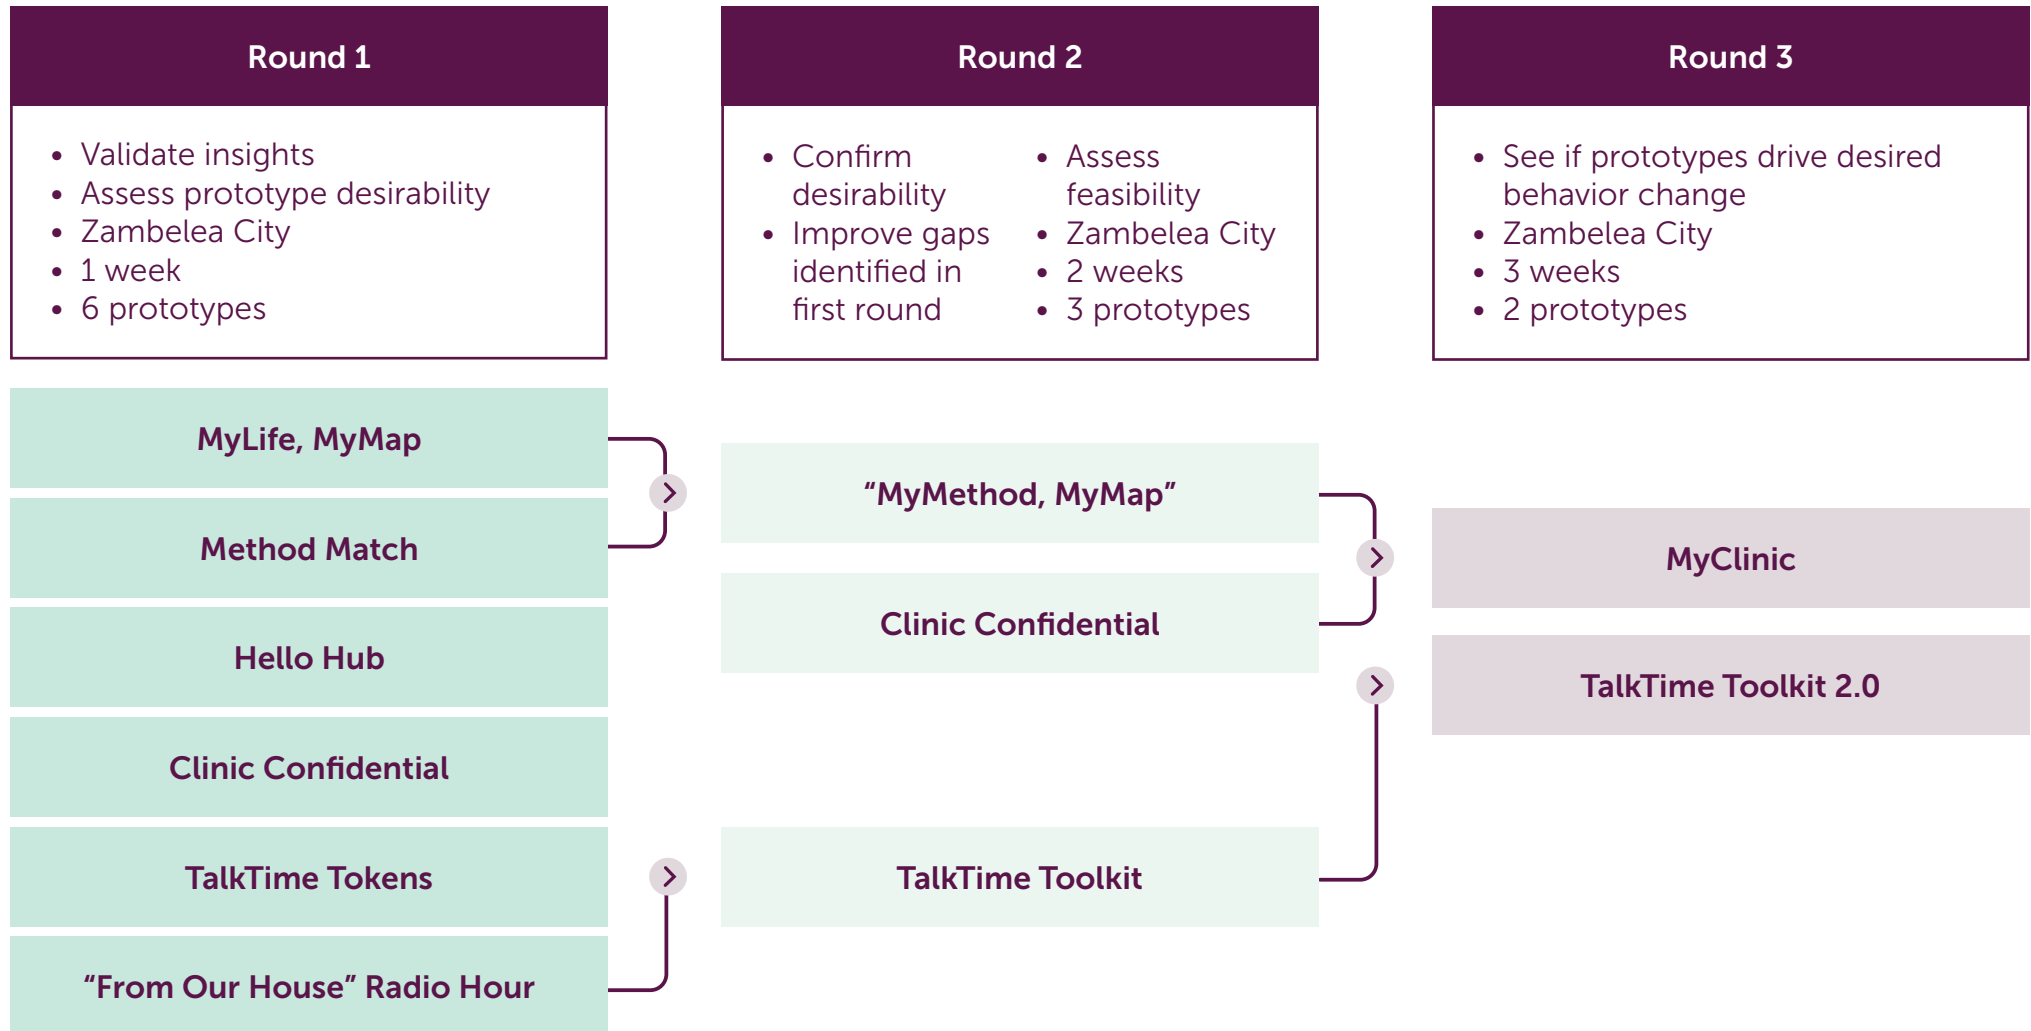 Round 1
• Validate insights
• Assess prototype desirability
• Zambelea City
• 1 week
• 6 prototypes
Round 2
• Confirm
desirability
• Improve gaps
identified in
first round
• Assess
feasibility
• Zambelea City
• 2 weeks
• 3 prototypes
Round 3
• See if prototypes drive desired
behavior change
• Zambelea City
• 3 weeks
• 2 prototypes
MyLife, MyMap
Method Match
Hello Hub
Clinic Confidential
TalkTime Tokens
“From Our House” Radio Hour
“MyMethod, MyMap”
Clinic Confidential
TalkTime Toolkit
MyClinic
TalkTime Toolkit 2.0